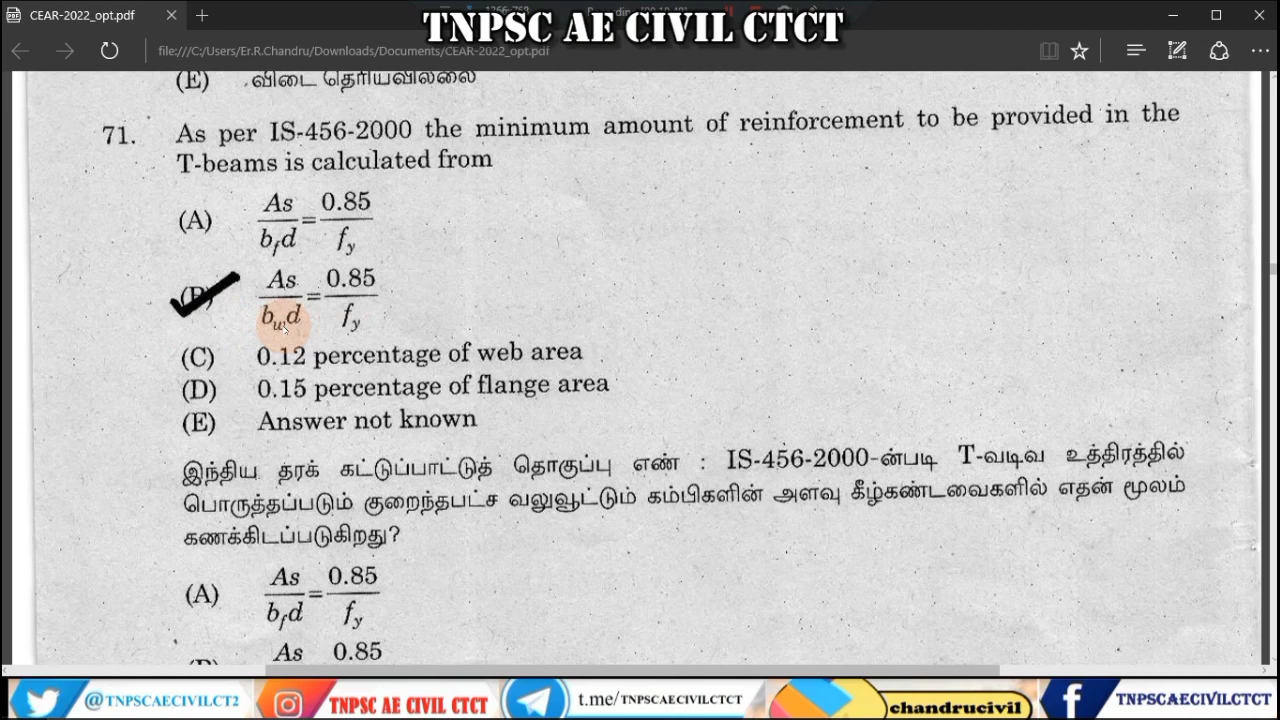 CEAR-2022_opt.pdf
TNPSC AE CIVIL CTCT
file:///C:/Users/Er.R.Chandru/Downloads/Documents/CEAR-2022_opt.pdf
(E) விடை தெரியவில்லை
71. As per IS-456-2000 the minimum amount of reinforcement to be provided in the
T-beams is calculated from
(A) As/b_f d = 0.85/f_y
(B) As/b_w d = 0.85/f_y
(C) 0.12 percentage of web area
(D) 0.15 percentage of flange area
(E) Answer not known
இந்திய தரக் கட்டுப்பாட்டுத் தொகுப்பு எண் : IS-456-2000-ன்படி T-வடிவ உத்திரத்தில்
பொருத்தப்படும் குறைந்தபட்ச வலுவூட்டும் கம்பிகளின் அளவு கீழ்கண்டவைகளில் எதன் மூலம்
கணக்கிடப்படுகிறது?
(A) As/b_f d = 0.85/f_y
As 0.85
@TNPSCAECIVILCT2 TNPSC AE CIVIL CTCT t.me/TNPSCAECIVILCTCT chandrucivil TNPSCAECIVILCTCT